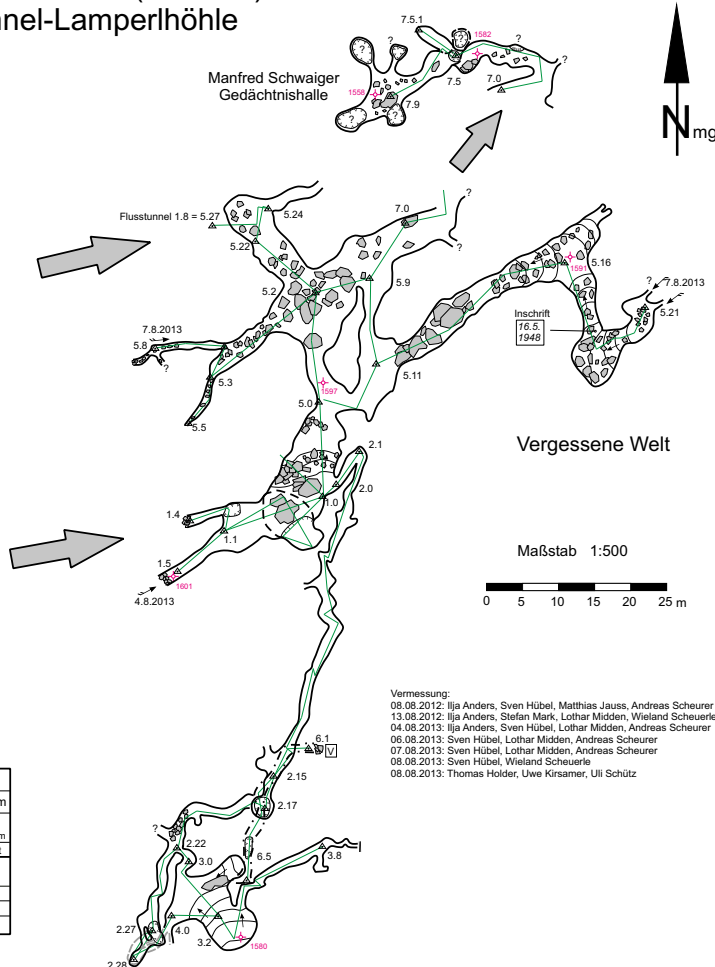 nnel-Lamperlhöhle
7.5.1
1582
?
?
?
Manfred Schwaiger
Gedächtnishalle
1558
7.5
7.0
?
7.9
?
?
N mg
Flusstunnel 1.8 = 5.27
5.24
7.0
?
5.22
?
5.9
5.2
1591
5.16
?
7.8.2013
5.21
Inschrift
16.5.
1948
7.8.2013
5.8
?
5.3
5.11
1597
5.0
5.5
2.1
Vergessene Welt
2.0
1.0
1.4
1.1
1.5
1601
4.8.2013
Maßstab 1:500
0 5 10 15 20 25 m
Vermessung:
08.08.2012: Ilja Anders, Sven Hübel, Matthias Jauss, Andreas Scheurer
13.08.2012: Ilja Anders, Stefan Mark, Lothar Midden, Wieland Scheuerle
04.08.2013: Ilja Anders, Sven Hübel, Lothar Midden, Andreas Scheurer
06.08.2013: Sven Hübel, Lothar Midden, Andreas Scheurer
07.08.2013: Sven Hübel, Lothar Midden, Andreas Scheurer
08.08.2013: Sven Hübel, Wieland Scheuerle
08.08.2013: Thomas Holder, Uwe Kirsamer, Uli Schütz
6.1
V
2.15
2.17
m
m
?
2.22
3.0
6.5
3.8
2.27
4.0
3.2
1580
2.28